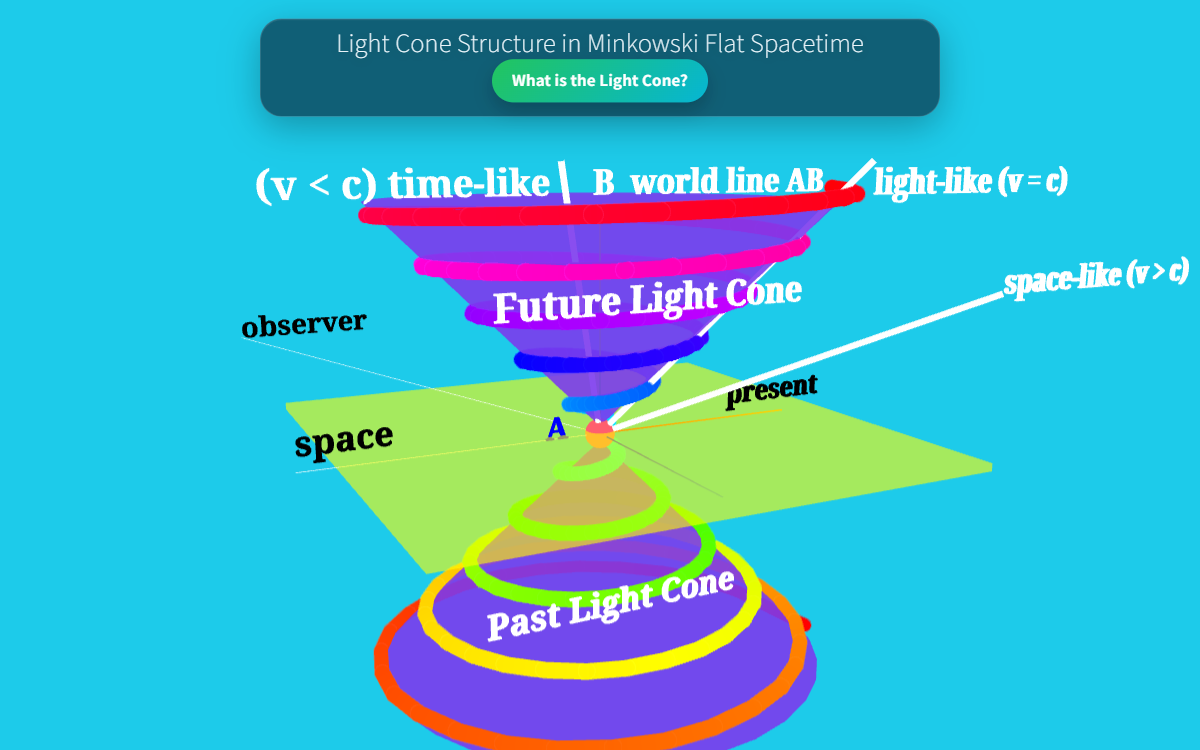 Light Cone Structure in Minkowski Flat Spacetime
What is the Light Cone?
(v < c) time-like
B world line AB
light-like (v = c)
space-like (v > c)
Future Light Cone
observer
present
A
space
Past Light Cone